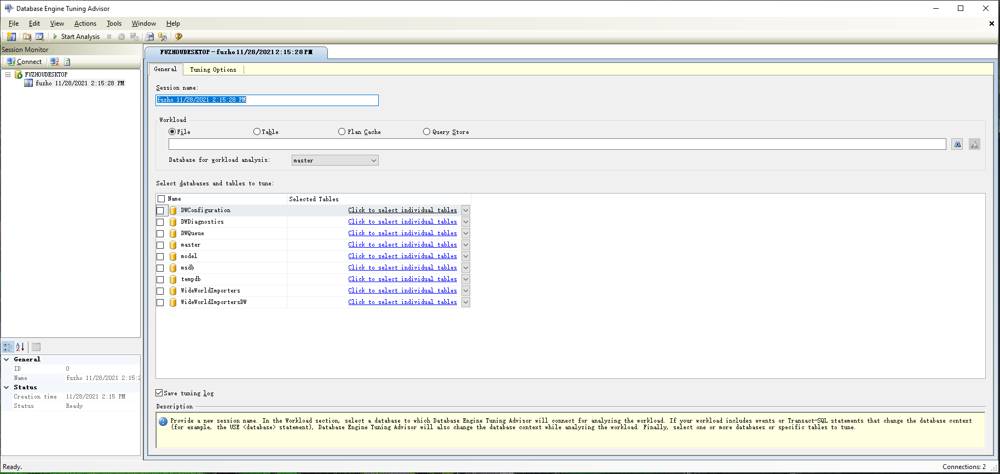 Database Engine Tuning Advisor
File Edit View Actions Tools Window Help
Start Analysis
Session Monitor
Connect
FUZHOUDESKTOP
fuzho 11/28/2021 2:15:28 PM
FUZHOUDESKTOP - fuzho 11/28/2021 2:15:28 PM
General Tuning Options
Session name:
fuzho 11/28/2021 2:15:28 PM
Workload
File Table Plan Cache Query Store
Database for workload analysis: master
Select databases and tables to tune:
Name Selected Tables
DWConfiguration Click to select individual tables
DWDiagnostics Click to select individual tables
DWQueue Click to select individual tables
master Click to select individual tables
model Click to select individual tables
msdb Click to select individual tables
tempdb Click to select individual tables
WideWorldImporters Click to select individual tables
WideWorldImportersDW Click to select individual tables
General
ID 0
Name fuzho 11/28/2021 2:15:2
Status
Creation time 11/28/2021 2:15 PM
Status Ready
Save tuning log
Description
Provide a new session name. In the Workload section, select a database to which Database Engine Tuning Advisor will connect for analyzing the workload. If your workload includes events or Transact-SQL statements that change the database context
(for example, the USE <database> statement), Database Engine Tuning Advisor will also change the database context while analyzing the workload. Finally, select one or more databases or specific tables to tune.
Ready.
Connections: 2